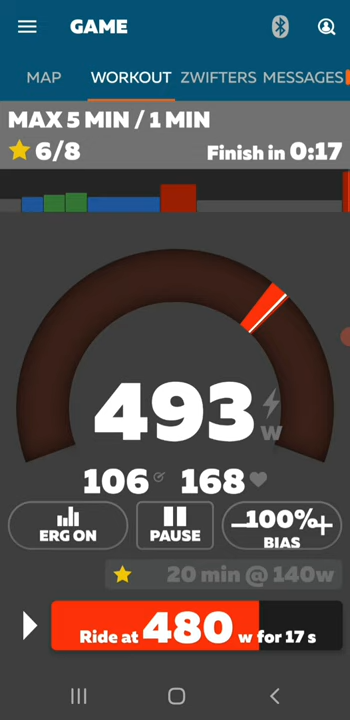 GAME
MAP WORKOUT ZWIFTERS MESSAGES
MAX 5 MIN / 1 MIN
6/8 Finish in 0:17
493 w
106 168
ERG ON PAUSE –100%+ BIAS
20 min @ 140w
Ride at 480 w for 17 s